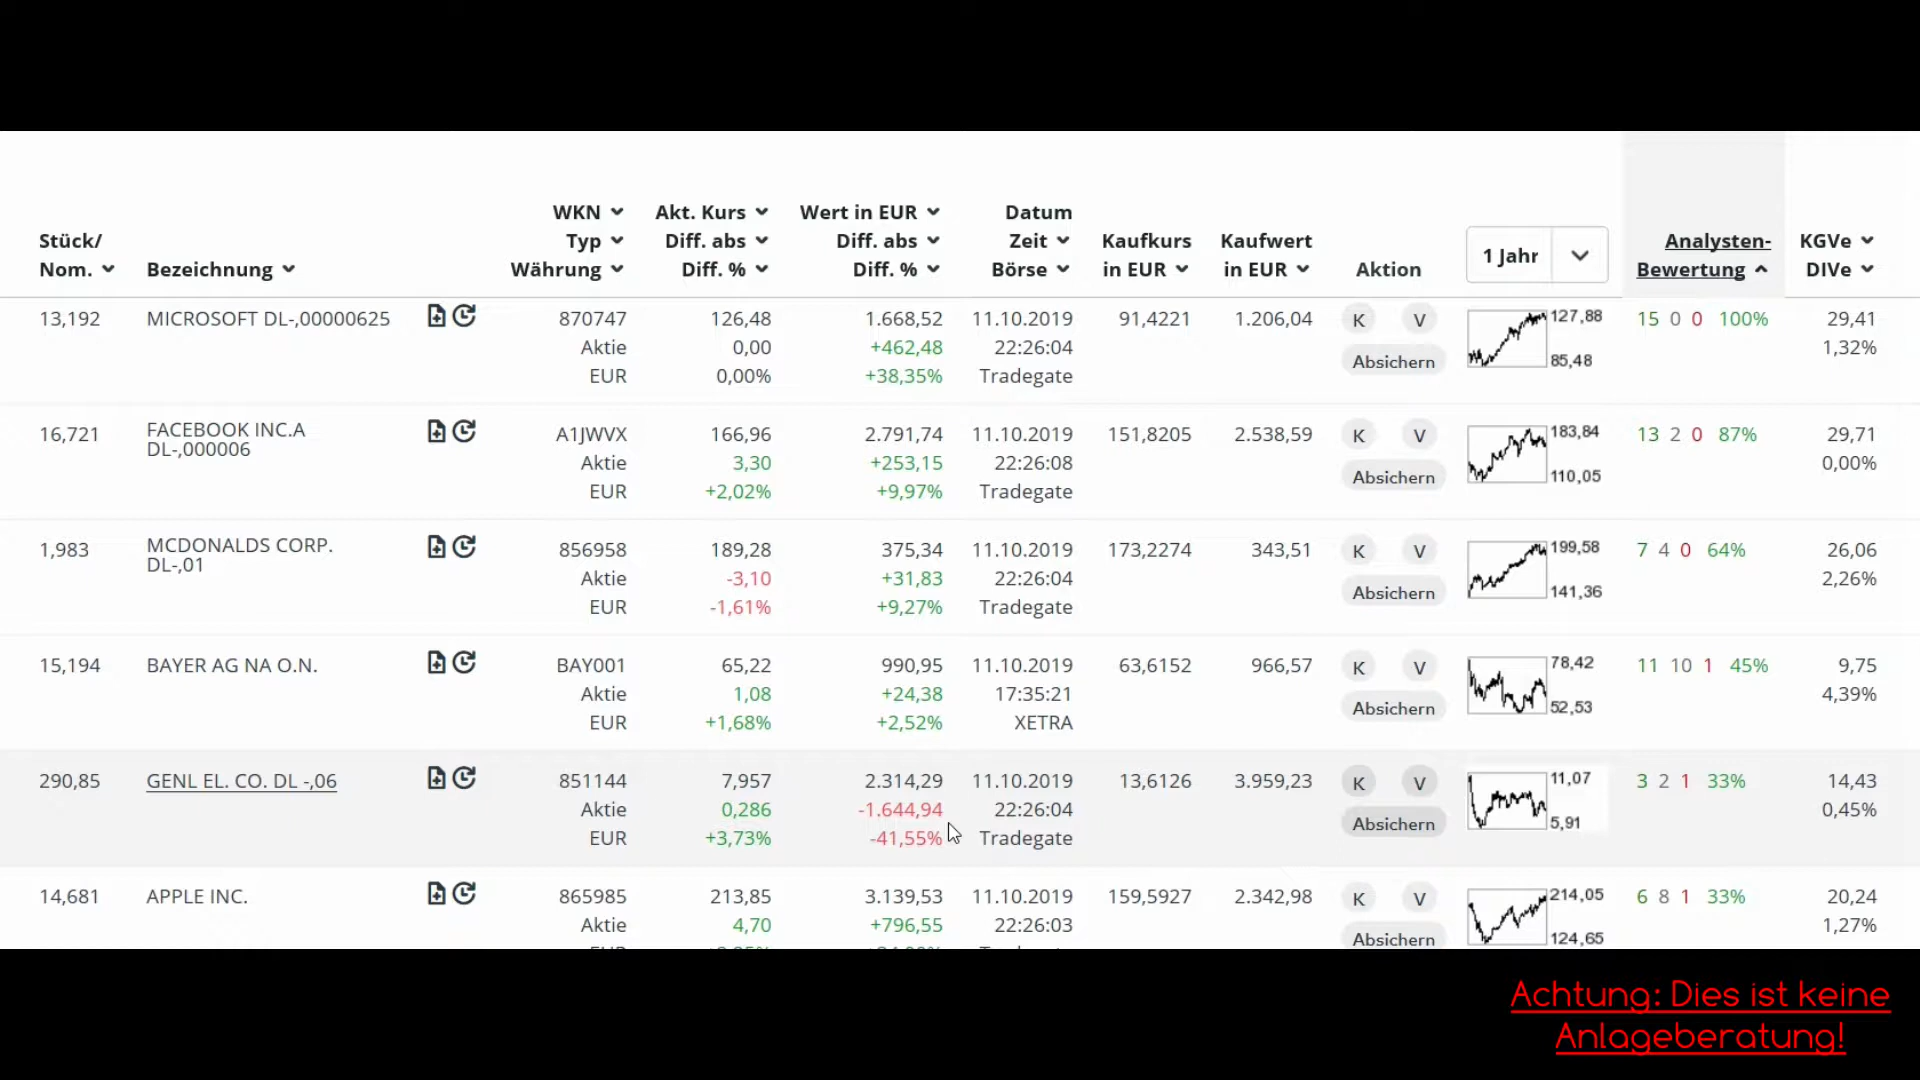 WKN
Akt. Kurs
Wert in EUR
Datum
Stück/
Typ
Diff. abs
Diff. abs
Zeit
Kaufkurs
Kaufwert
1 Jahr
Analysten-
KGVe
Nom.
Bezeichnung
Währung
Diff. %
Diff. %
Börse
in EUR
in EUR
Aktion
Bewertung
DIVe
13,192 MICROSOFT DL-,00000625 870747 126,48 1.668,52 11.10.2019 91,4221 1.206,04 K V 127,88 15 0 0 100% 29,41
Aktie 0,00 +462,48 22:26:04 Absichern 85,48 1,32%
EUR 0,00% +38,35% Tradegate
16,721 FACEBOOK INC.A A1JWVX 166,96 2.791,74 11.10.2019 151,8205 2.538,59 K V 183,84 13 2 0 87% 29,71
DL-,000006 Aktie 3,30 +253,15 22:26:08 Absichern 110,05 0,00%
EUR +2,02% +9,97% Tradegate
1,983 MCDONALDS CORP. 856958 189,28 375,34 11.10.2019 173,2274 343,51 K V 199,58 7 4 0 64% 26,06
DL-,01 Aktie -3,10 +31,83 22:26:04 Absichern 141,36 2,26%
EUR -1,61% +9,27% Tradegate
15,194 BAYER AG NA O.N. BAY001 65,22 990,95 11.10.2019 63,6152 966,57 K V 78,42 11 10 1 45% 9,75
Aktie 1,08 +24,38 17:35:21 Absichern 52,53 4,39%
EUR +1,68% +2,52% XETRA
290,85 GENL EL. CO. DL -,06 851144 7,957 2.314,29 11.10.2019 13,6126 3.959,23 K V 11,07 3 2 1 33% 14,43
Aktie 0,286 -1.644,94 22:26:04 Absichern 5,91 0,45%
EUR +3,73% -41,55% Tradegate
14,681 APPLE INC. 865985 213,85 3.139,53 11.10.2019 159,5927 2.342,98 K V 214,05 6 8 1 33% 20,24
Aktie 4,70 +796,55 22:26:03 Absichern 124,65 1,27%
Achtung: Dies ist keine
Anlageberatung!